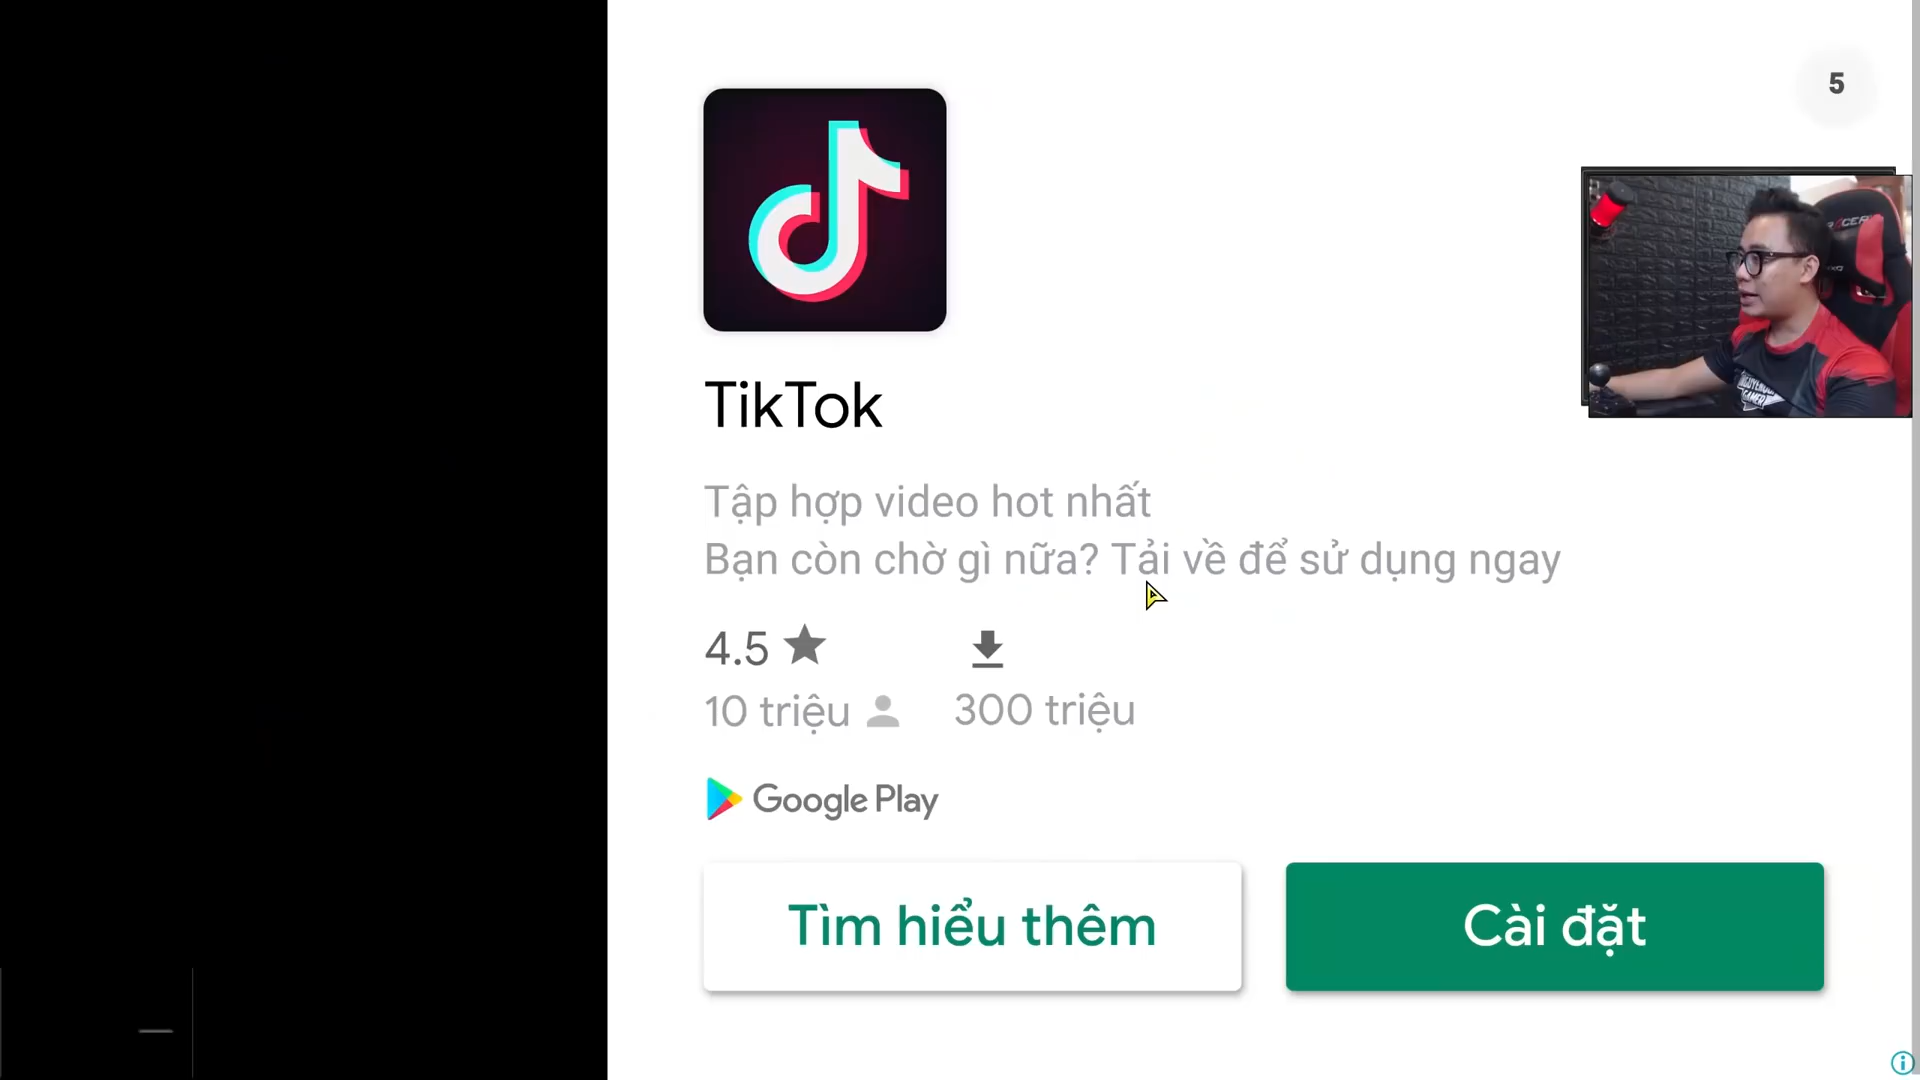 5
TikTok
Tập hợp video hot nhất
Bạn còn chờ gì nữa? Tải về để sử dụng ngay
4.5
10 triệu
300 triệu
Google Play
Tìm hiểu thêm
Cài đặt